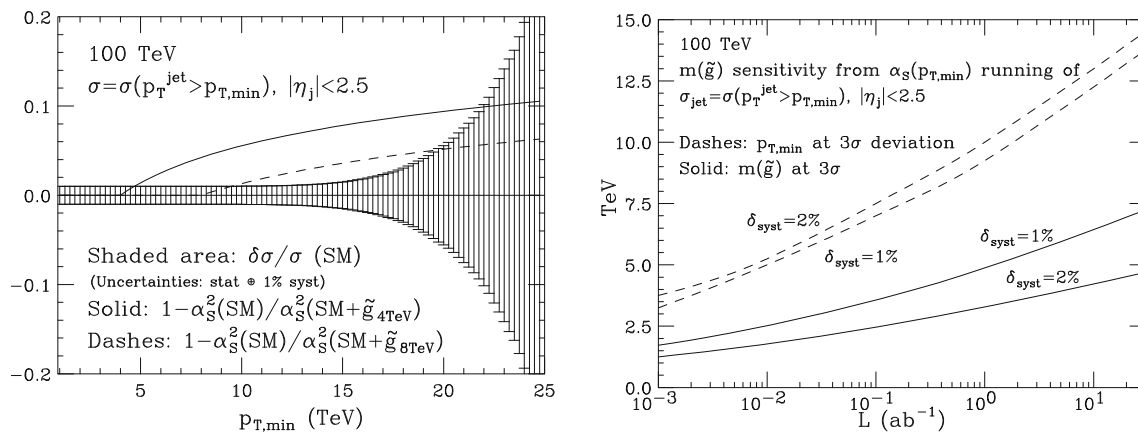 100 TeV
σ=σ(p_T^jet>p_T,min), |η_j|<2.5
Shaded area: δσ/σ (SM)
(Uncertainties: stat ⊕ 1% syst)
Solid: 1−α_S^2(SM)/α_S^2(SM+g̃_4TeV)
Dashes: 1−α_S^2(SM)/α_S^2(SM+g̃_8TeV)
0.2
0.1
0.0
−0.1
−0.2
5 10 15 20 25
p_T,min (TeV)
100 TeV
m(g̃) sensitivity from α_S(p_T,min) running of
σ_jet=σ(p_T^jet>p_T,min), |η_j|<2.5
Dashes: p_T,min at 3σ deviation
Solid: m(g̃) at 3σ
δ_syst=2%
δ_syst=1%
δ_syst=1%
δ_syst=2%
TeV
15.0
12.5
10.0
7.5
5.0
2.5
0.0
10^−3 10^−2 10^−1 10^0 10^1
L (ab^−1)